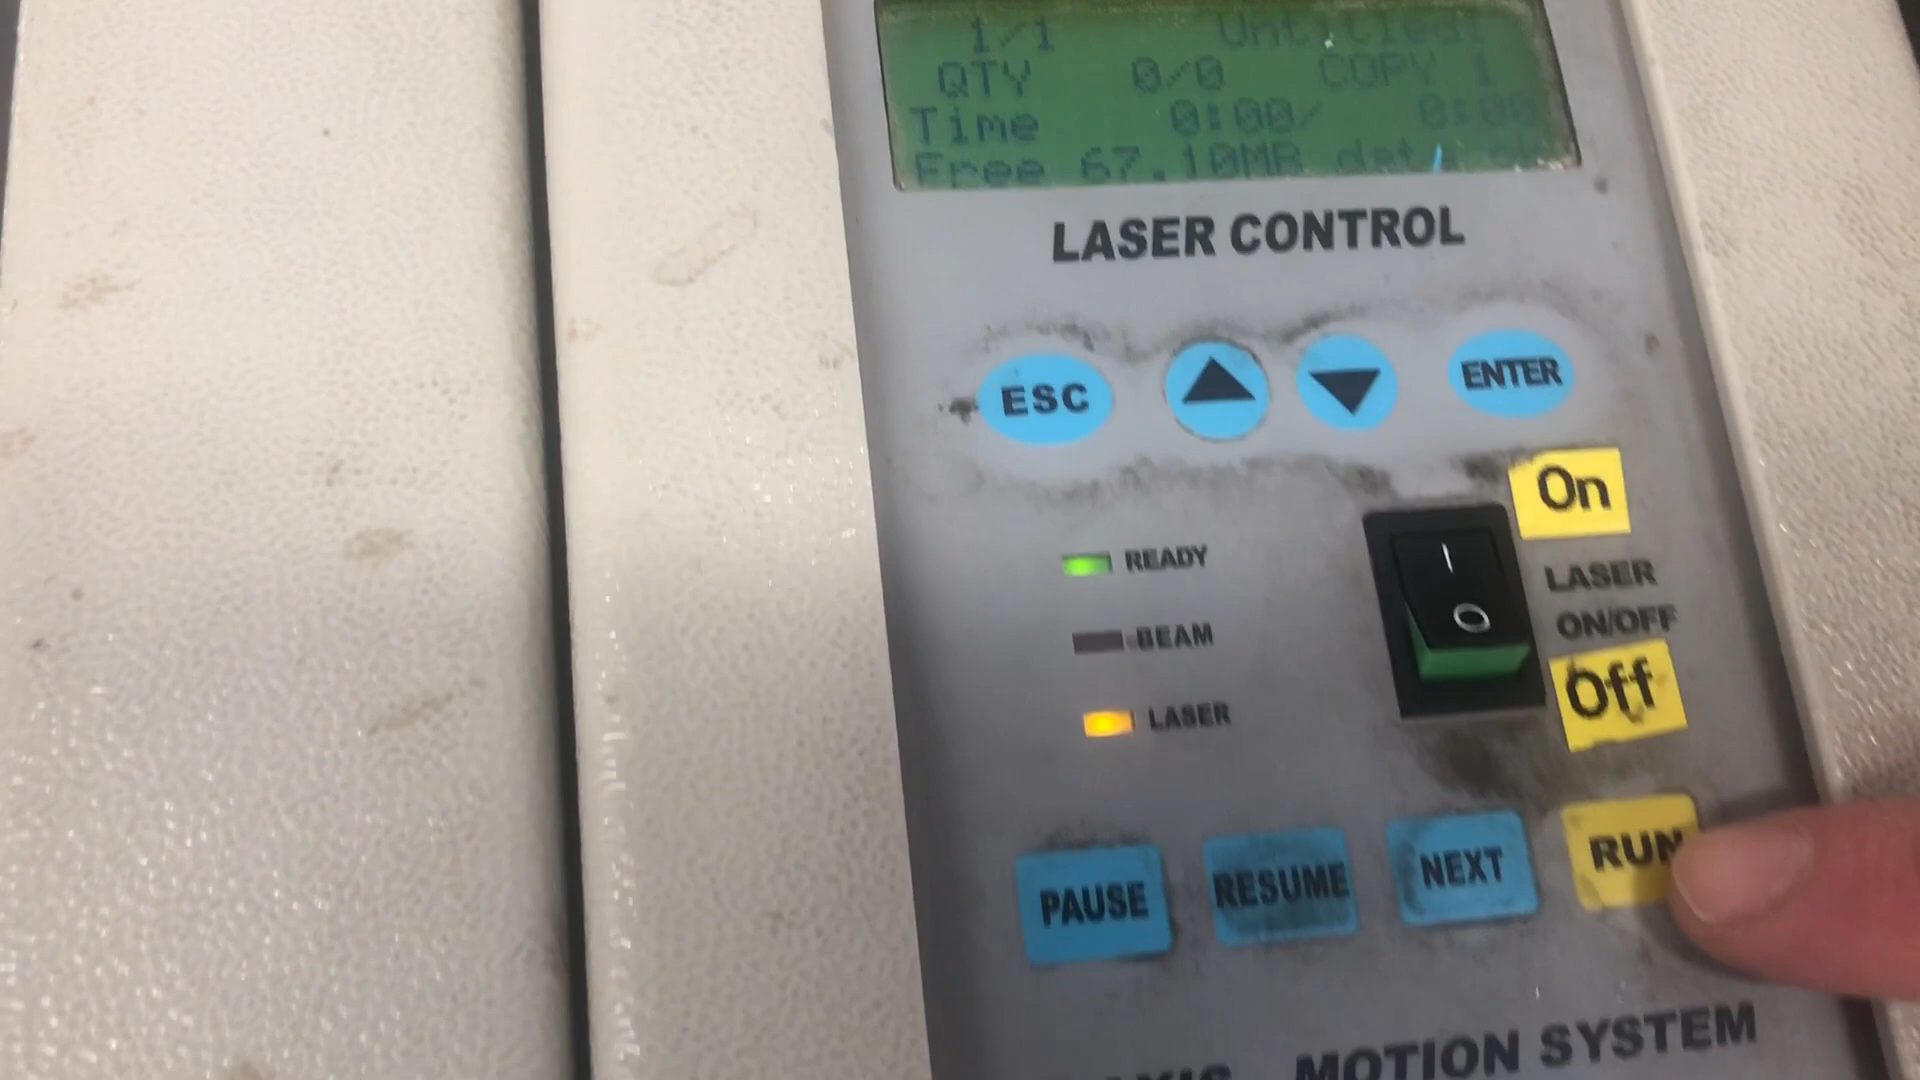 1/1 Untitled
QTY 0/0 COPY 1
Time 0:00/ 0:00
Free 67.10MB
LASER CONTROL
ESC
ENTER
On
READY
LASER
ON/OFF
BEAM
Off
LASER
PAUSE RESUME NEXT RUN
MOTION SYSTEM